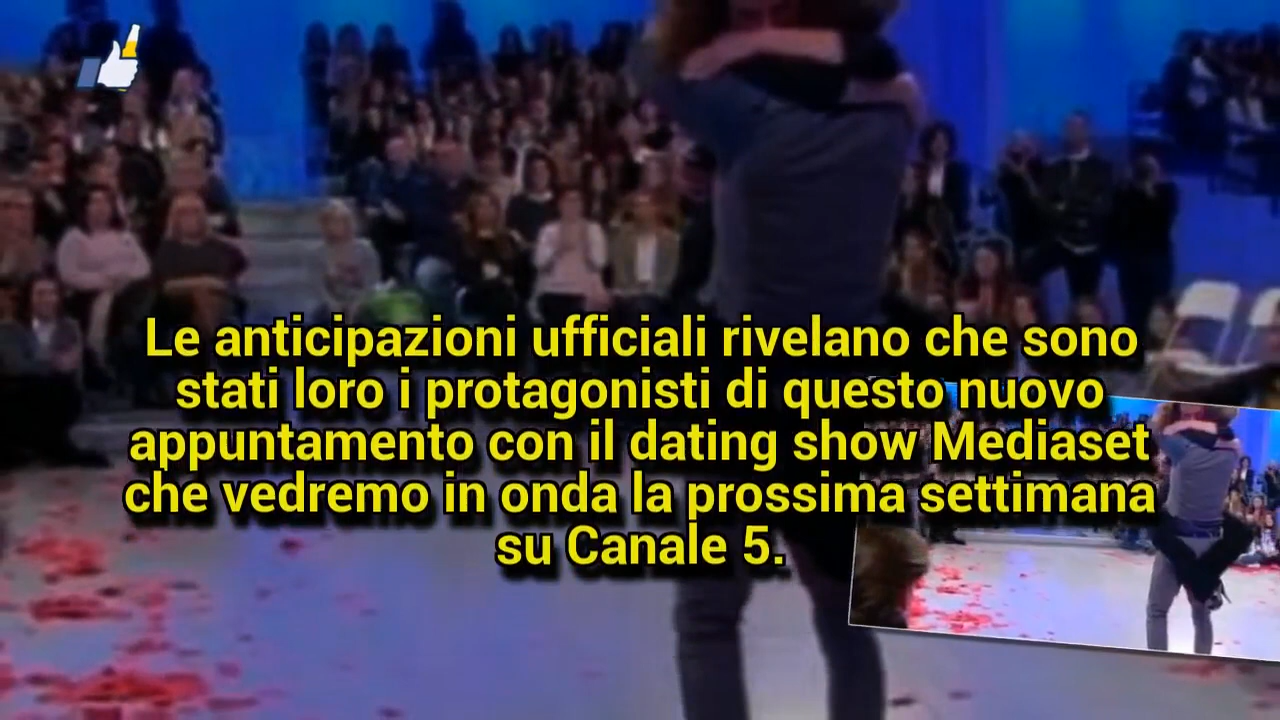 Le anticipazioni ufficiali rivelano che sono
stati loro i protagonisti di questo nuovo
appuntamento con il dating show Mediaset
che vedremo in onda la prossima settimana
su Canale 5.